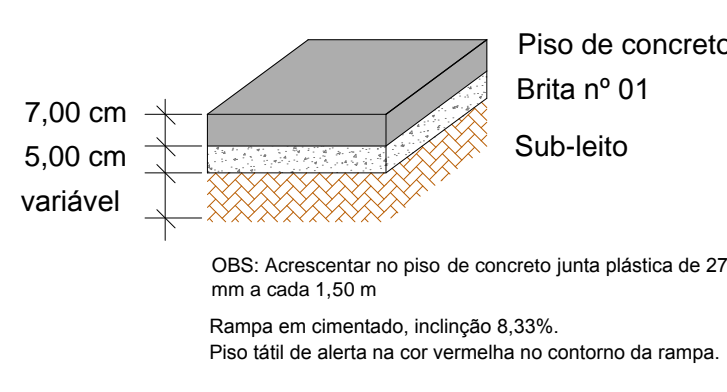 Piso de concreto
7,00 cm
Brita nº 01
5,00 cm
Sub-leito
variável
OBS: Acrescentar no piso de concreto junta plástica de 27
mm a cada 1,50 m
Rampa em cimentado, inclinção 8,33%.
Piso tátil de alerta na cor vermelha no contorno da rampa.